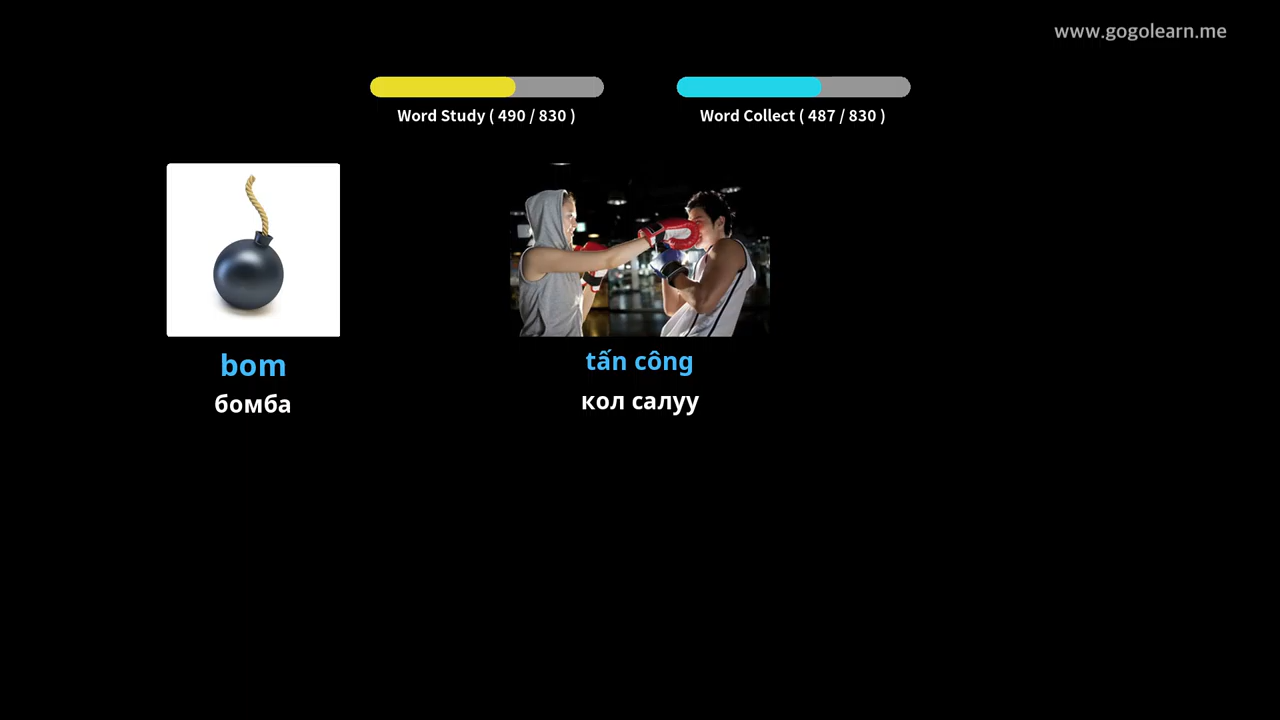 www.gogolearn.me
Word Study ( 490 / 830 )
Word Collect ( 487 / 830 )
bom
бомба
tấn công
кол салуу